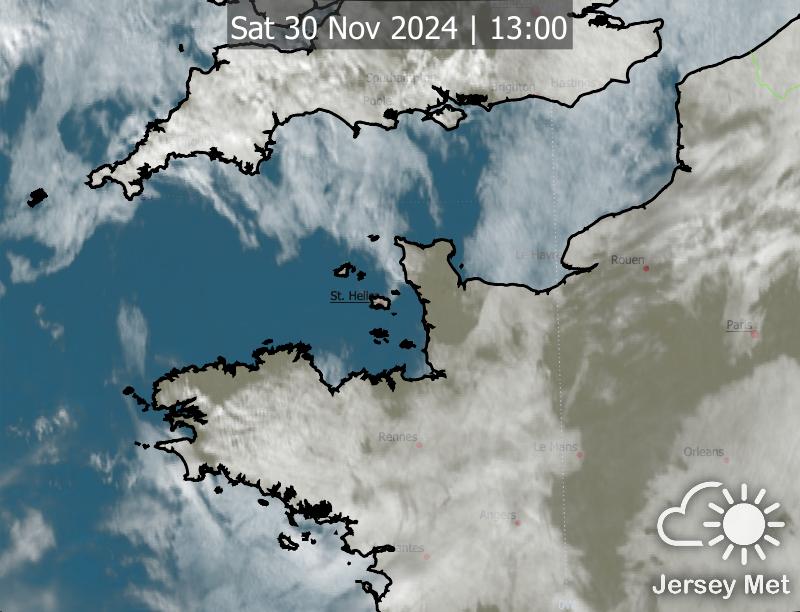 Sat 30 Nov 2024 | 13:00
Southampton
Brighton
Hastings
Poole
Le Havre
Rouen
St. Helier
Paris
Rennes
Le Mans
Orleans
Angers
Nantes
Jersey Met